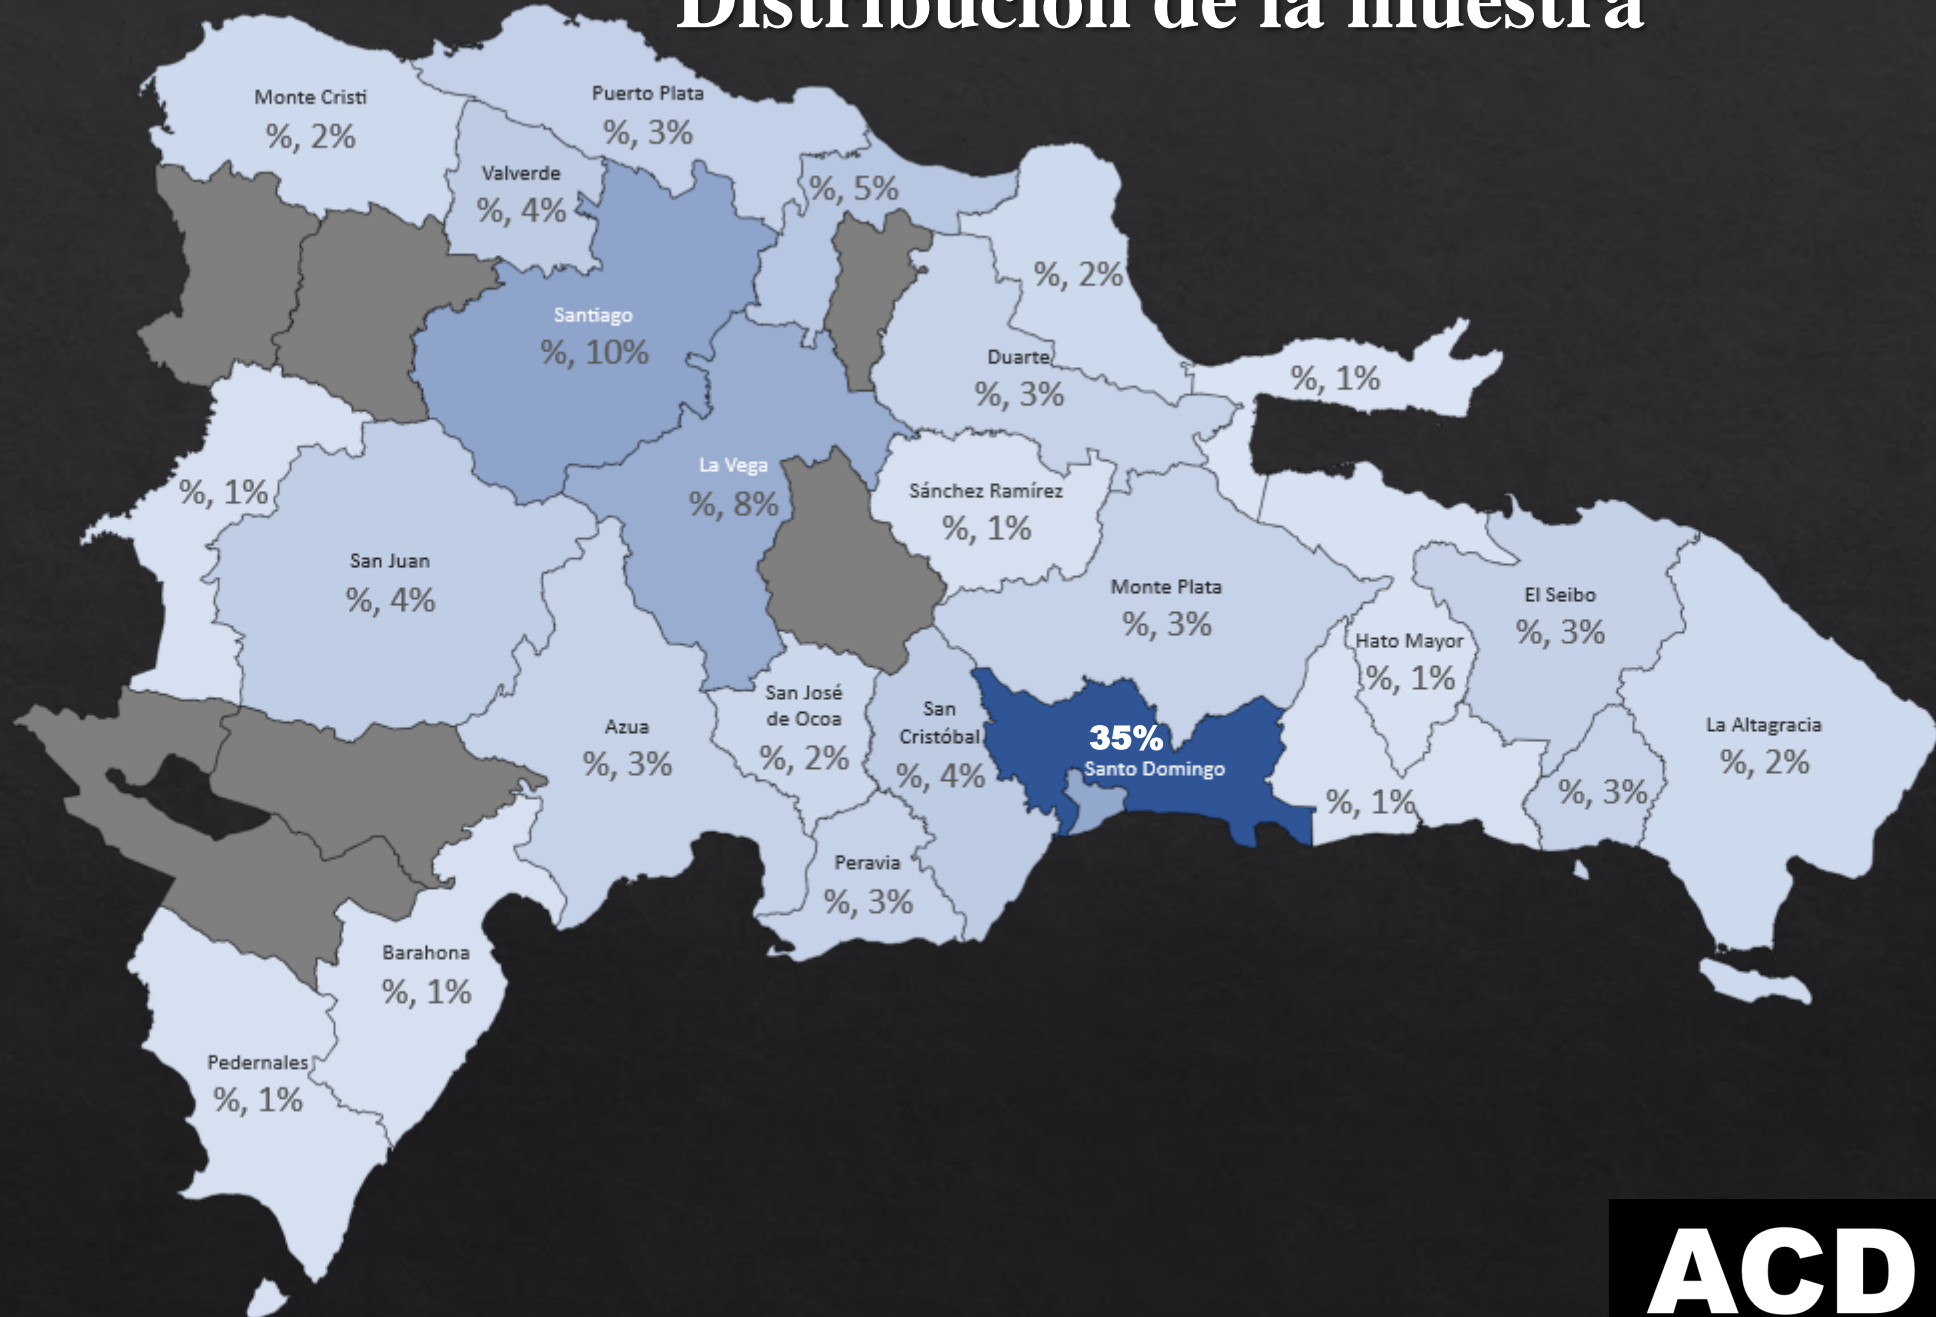 Distribución de la muestra
Monte Cristi
%, 2%
Puerto Plata
%, 3%
Valverde
%, 4%
%, 5%
%, 2%
Santiago
%, 10%
Duarte
%, 3%
%, 1%
%, 1%
La Vega
%, 8%
Sánchez Ramírez
%, 1%
San Juan
%, 4%
Monte Plata
%, 3%
El Seibo
%, 3%
Hato Mayor
%, 1%
San José
de Ocoa
%, 2%
San
Cristóbal
%, 4%
Azua
%, 3%
35%
Santo Domingo
La Altagracia
%, 2%
%, 1%
%, 3%
Peravia
%, 3%
Barahona
%, 1%
Pedernales
%, 1%
ACD